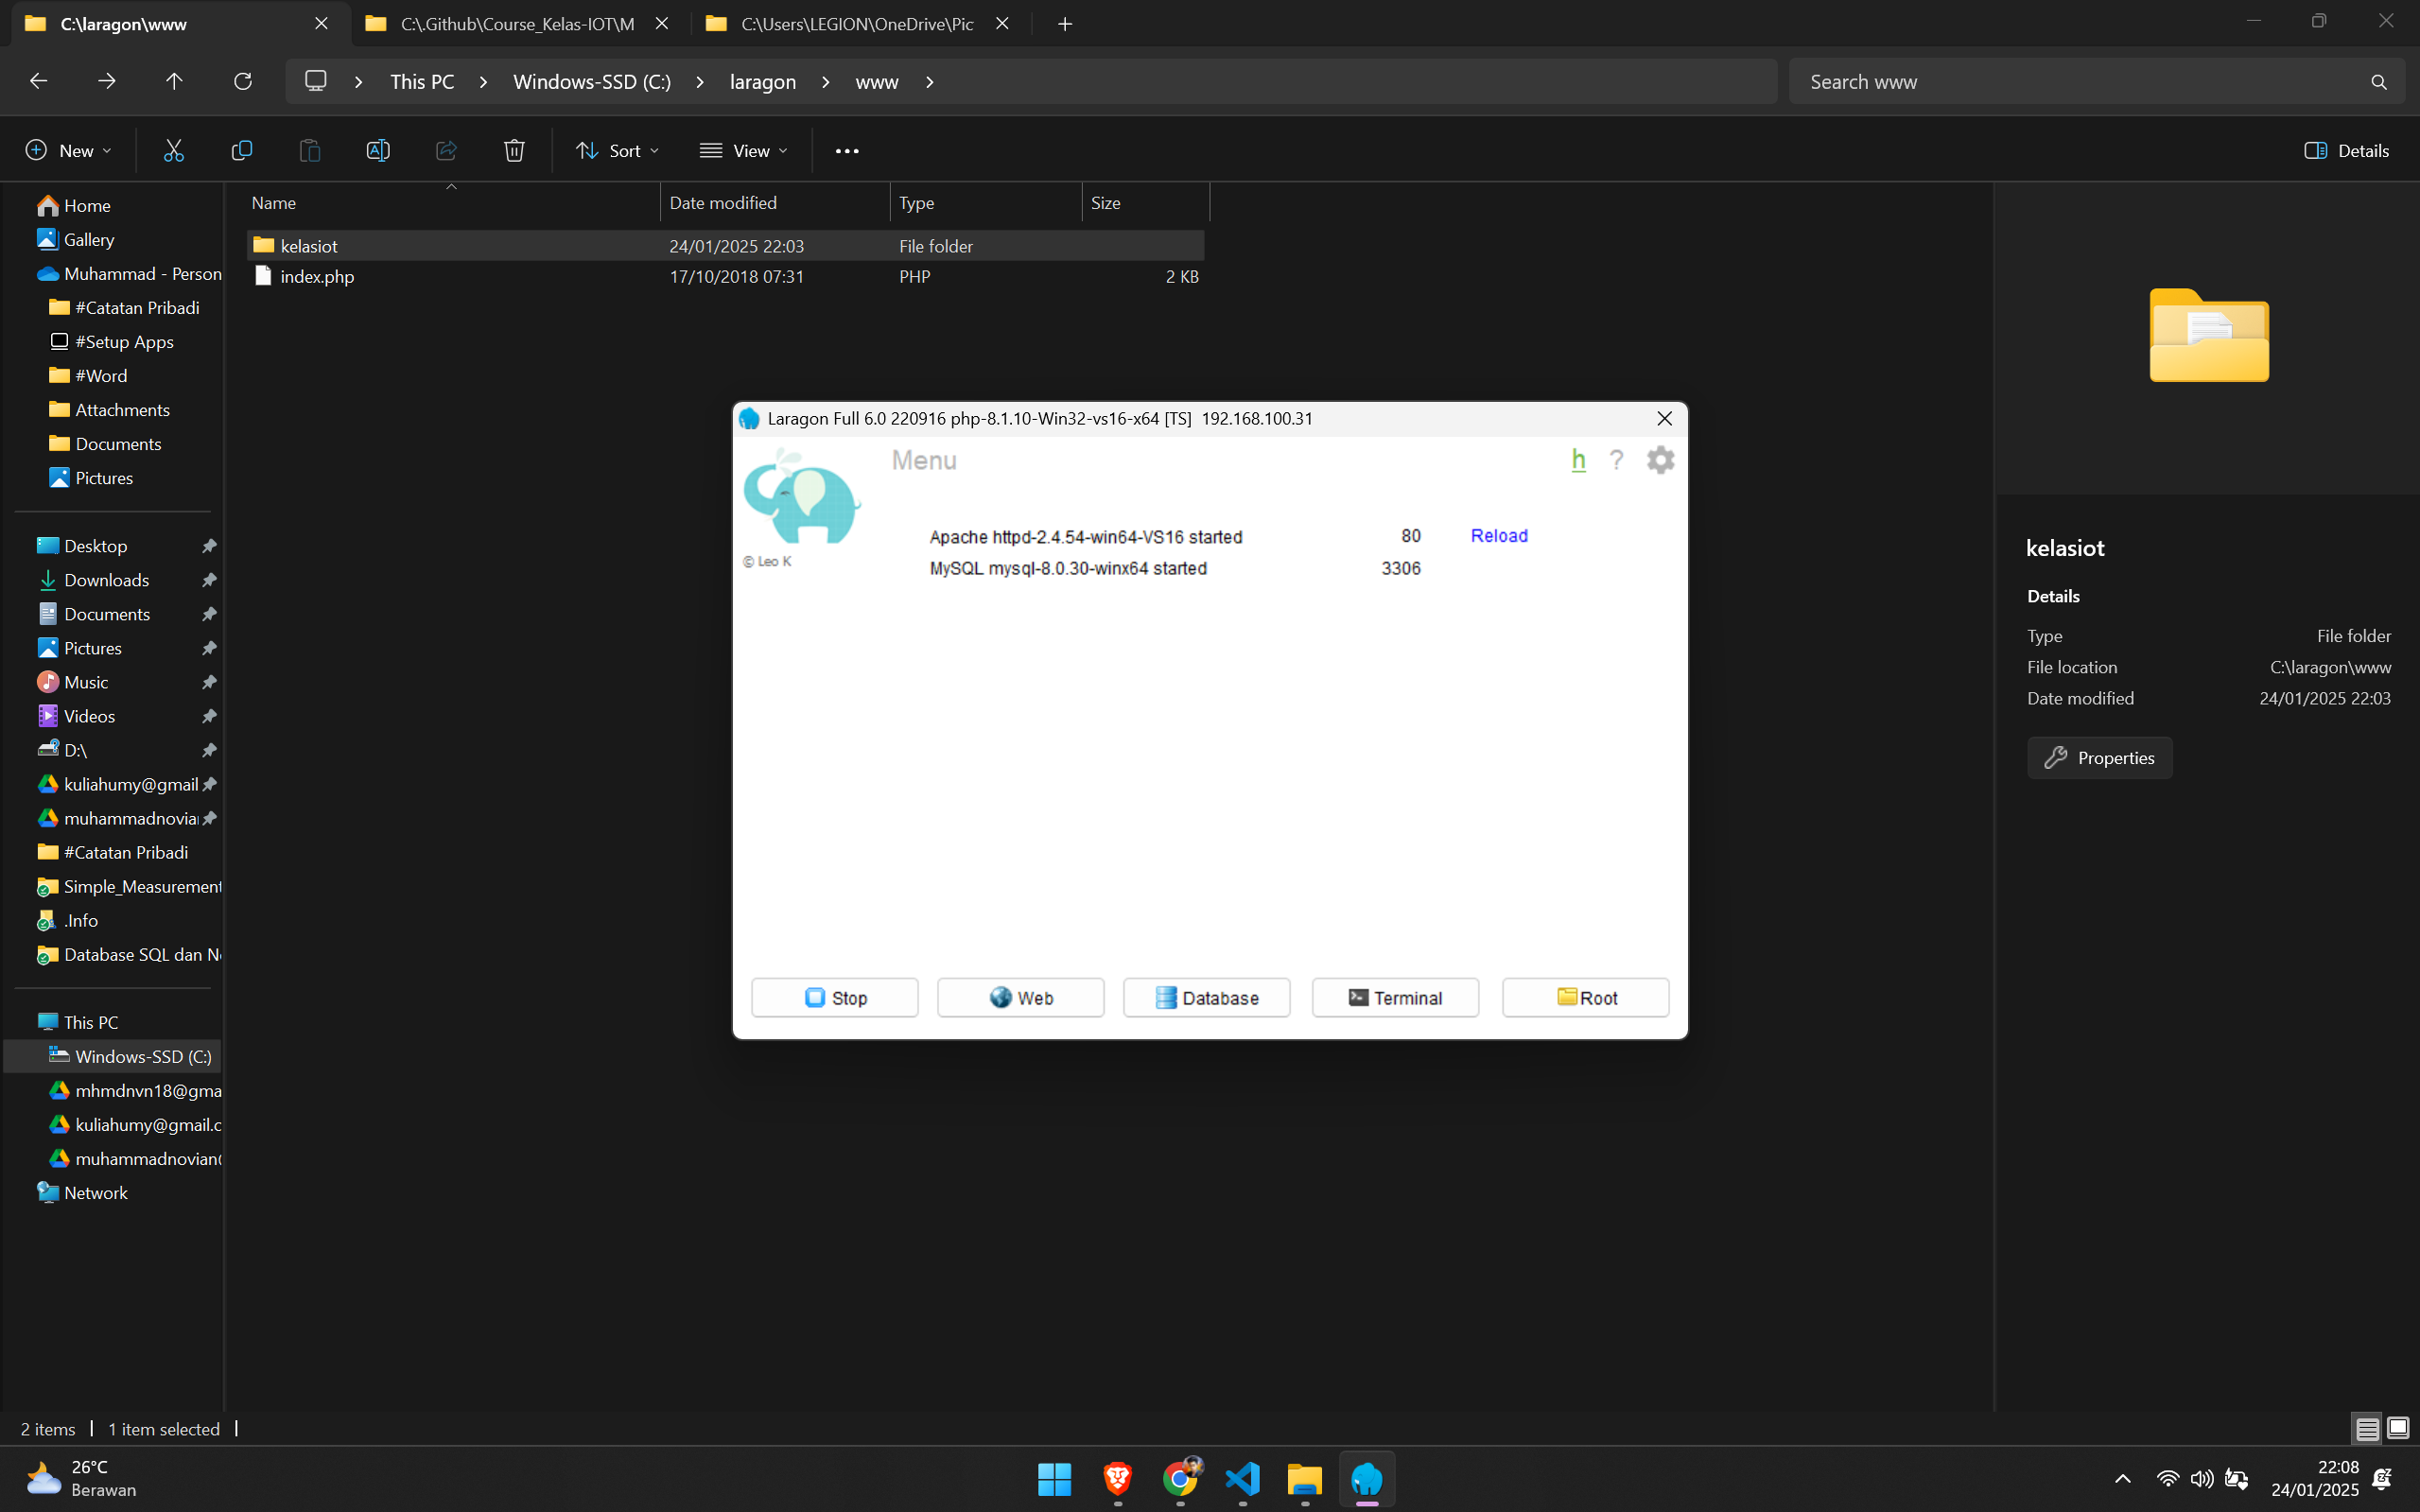 C:\laragon\www
C:\.Github\Course_Kelas-IOT\M
C:\Users\LEGION\OneDrive\Pic
This PC
Windows-SSD (C:)
laragon
www
Search www
New
Sort
View
Details
Name
Date modified
Type
Size
kelasiot
24/01/2025 22:03
File folder
index.php
17/10/2018 07:31
PHP
2 KB
Home
Gallery
Muhammad - Person
#Catatan Pribadi
#Setup Apps
#Word
Attachments
Documents
Pictures
Desktop
Downloads
Documents
Pictures
Music
Videos
D:\
kuliahumy@gmail
muhammadnovia
#Catatan Pribadi
Simple_Measurement
.Info
Database SQL dan N
This PC
Windows-SSD (C:)
mhmdnvn18@gma
kuliahumy@gmail.c
muhammadnovian
Network
Laragon Full 6.0 220916 php-8.1.10-Win32-vs16-x64 [TS]  192.168.100.31
Menu
h
?
© Leo K
Apache httpd-2.4.54-win64-VS16 started
80
Reload
MySQL mysql-8.0.30-winx64 started
3306
Stop
Web
Database
Terminal
Root
kelasiot
Details
Type
File folder
File location
C:\laragon\www
Date modified
24/01/2025 22:03
Properties
2 items
1 item selected
26°C
Berawan
22:08
24/01/2025